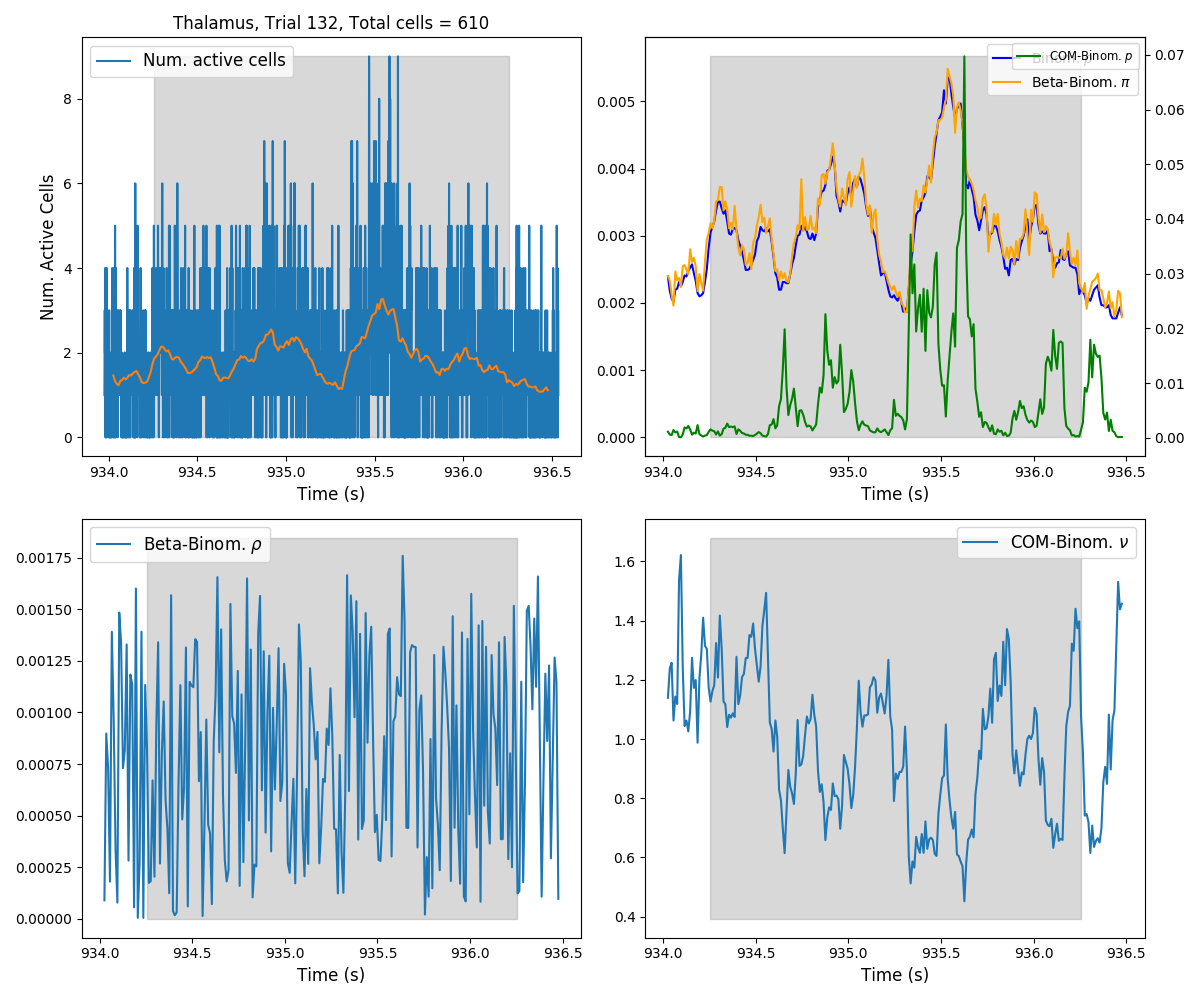 Thalamus, Trial 132, Total cells = 610
Num. active cells
8
6
4
2
0
Num. Active Cells
934.0 934.5 935.0 935.5 936.0 936.5
Time (s)
COM-Binom. p
Beta-Binom. π
0.005
0.004
0.003
0.002
0.001
0.000
0.07
0.06
0.05
0.04
0.03
0.02
0.01
0.00
934.0 934.5 935.0 935.5 936.0 936.5
Time (s)
Beta-Binom. ρ
0.00175
0.00150
0.00125
0.00100
0.00075
0.00050
0.00025
0.00000
934.0 934.5 935.0 935.5 936.0 936.5
Time (s)
COM-Binom. ν
1.6
1.4
1.2
1.0
0.8
0.6
0.4
934.0 934.5 935.0 935.5 936.0 936.5
Time (s)